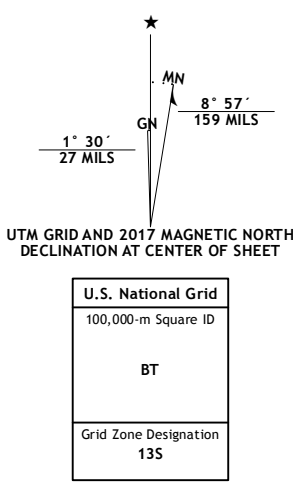 ★
MN
GN
8° 57´
159 MILS
1° 30´
27 MILS
UTM GRID AND 2017 MAGNETIC NORTH
DECLINATION AT CENTER OF SHEET
U.S. National Grid
100,000-m Square ID
BT
Grid Zone Designation
13S